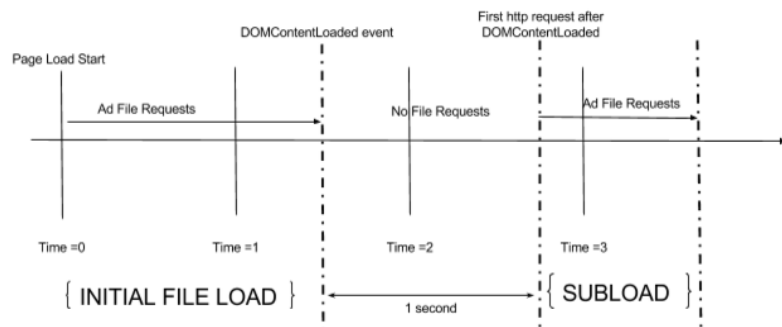 First http request after
DOMContentLoaded event
DOMContentLoaded
Page Load Start
Ad File Requests
No File Requests
Ad File Requests
Time =0
Time =1
Time =2
Time =3
{ INITIAL FILE LOAD }
{ SUBLOAD }
1 second